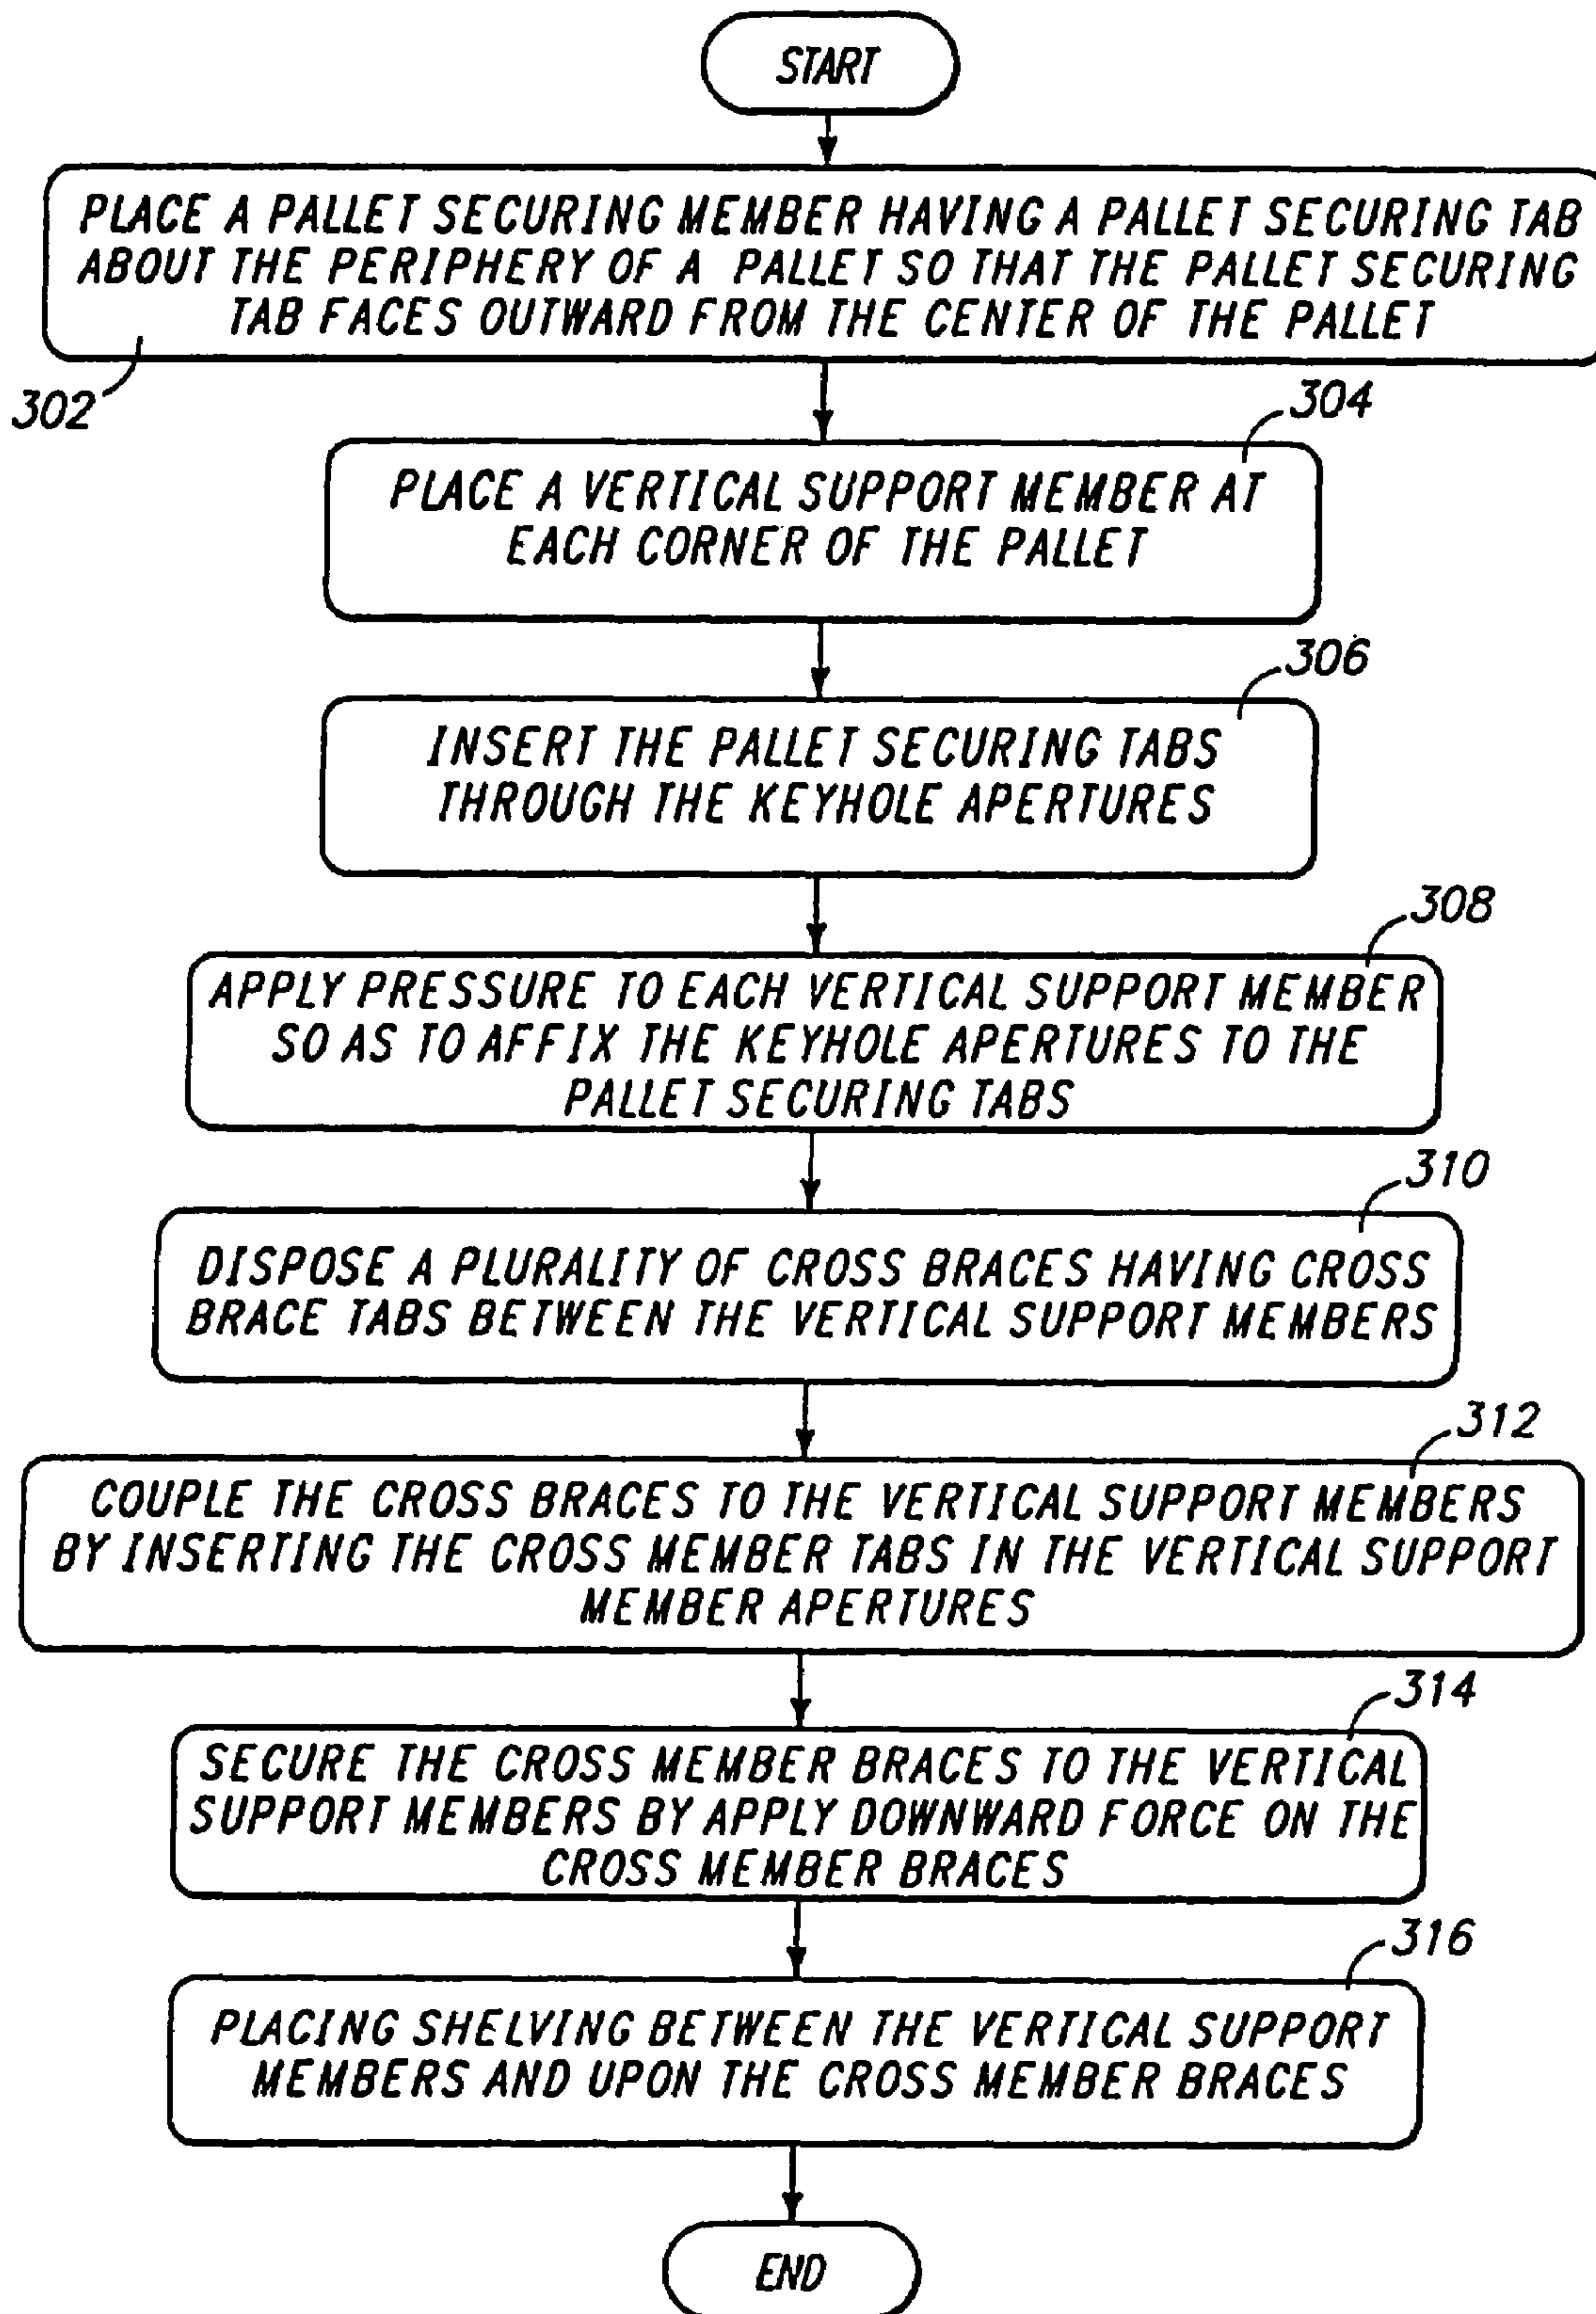 START
PLACE A PALLET SECURING MEMBER HAVING A PALLET SECURING TAB
ABOUT THE PERIPHERY OF A PALLET SO THAT THE PALLET SECURING
TAB FACES OUTWARD FROM THE CENTER OF THE PALLET
302
304
PLACE A VERTICAL SUPPORT MEMBER AT
EACH CORNER OF THE PALLET
306
INSERT THE PALLET SECURING TABS
THROUGH THE KEYHOLE APERTURES
308
APPLY PRESSURE TO EACH VERTICAL SUPPORT MEMBER
SO AS TO AFFIX THE KEYHOLE APERTURES TO THE
PALLET SECURING TABS
310
DISPOSE A PLURALITY OF CROSS BRACES HAVING CROSS
BRACE TABS BETWEEN THE VERTICAL SUPPORT MEMBERS
312
COUPLE THE CROSS BRACES TO THE VERTICAL SUPPORT MEMBERS
BY INSERTING THE CROSS MEMBER TABS IN THE VERTICAL SUPPORT
MEMBER APERTURES
314
SECURE THE CROSS MEMBER BRACES TO THE VERTICAL
SUPPORT MEMBERS BY APPLY DOWNWARD FORCE ON THE
CROSS MEMBER BRACES
316
PLACING SHELVING BETWEEN THE VERTICAL SUPPORT
MEMBERS AND UPON THE CROSS MEMBER BRACES
END